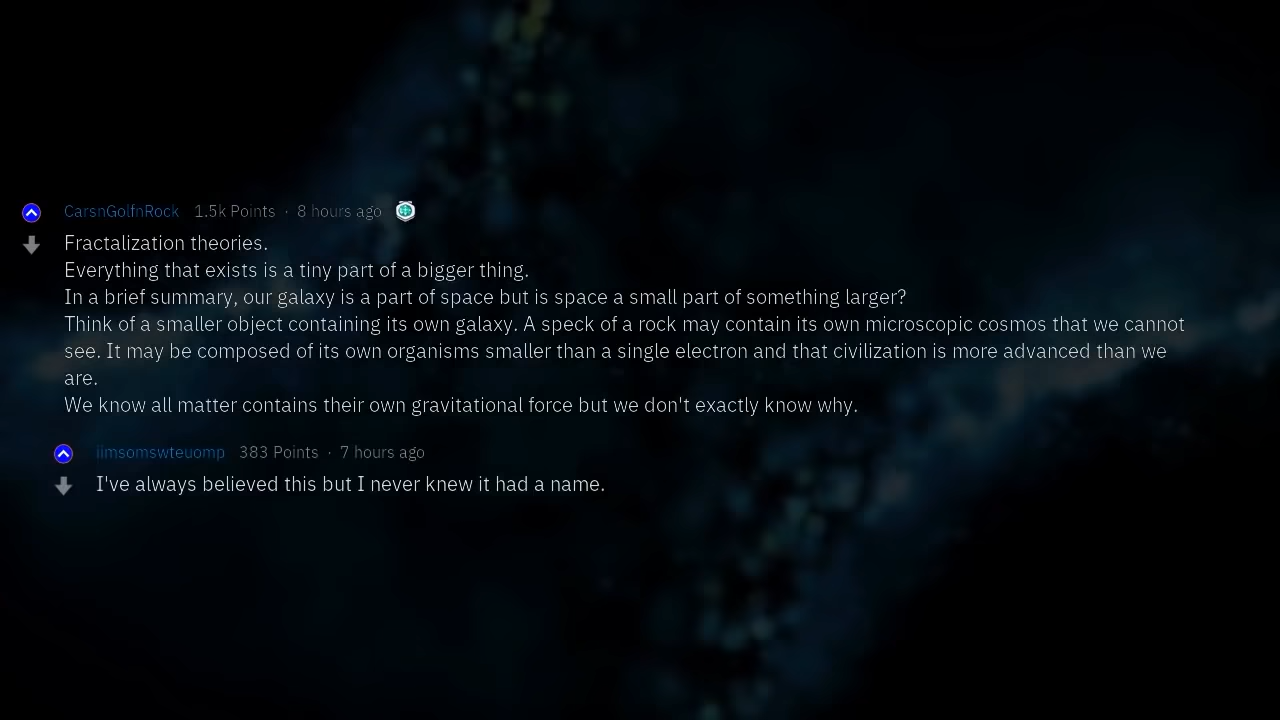 CarsnGolfnRock 1.5k Points · 8 hours ago
Fractalization theories.
Everything that exists is a tiny part of a bigger thing.
In a brief summary, our galaxy is a part of space but is space a small part of something larger?
Think of a smaller object containing its own galaxy. A speck of a rock may contain its own microscopic cosmos that we cannot
see. It may be composed of its own organisms smaller than a single electron and that civilization is more advanced than we
are.
We know all matter contains their own gravitational force but we don't exactly know why.
iimsomswteuomp 383 Points · 7 hours ago
I've always believed this but I never knew it had a name.